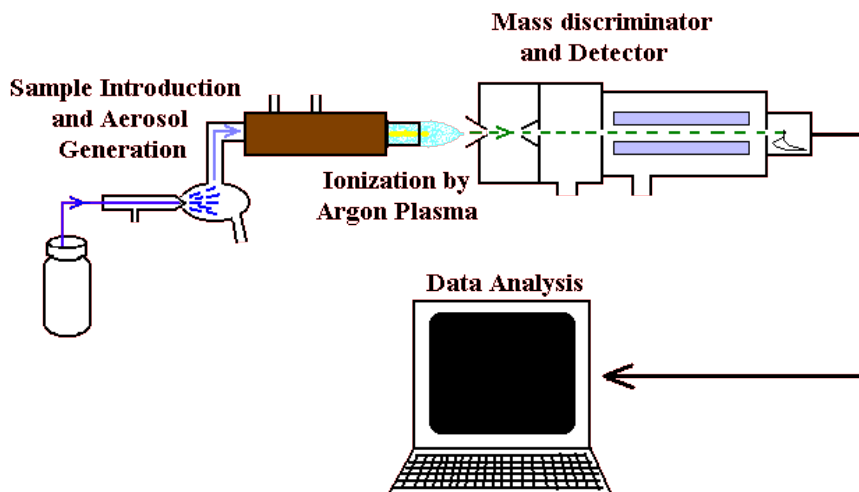 Mass discriminator
and Detector
Sample Introduction
and Aerosol
Generation
Ionization by
Argon Plasma
Data Analysis